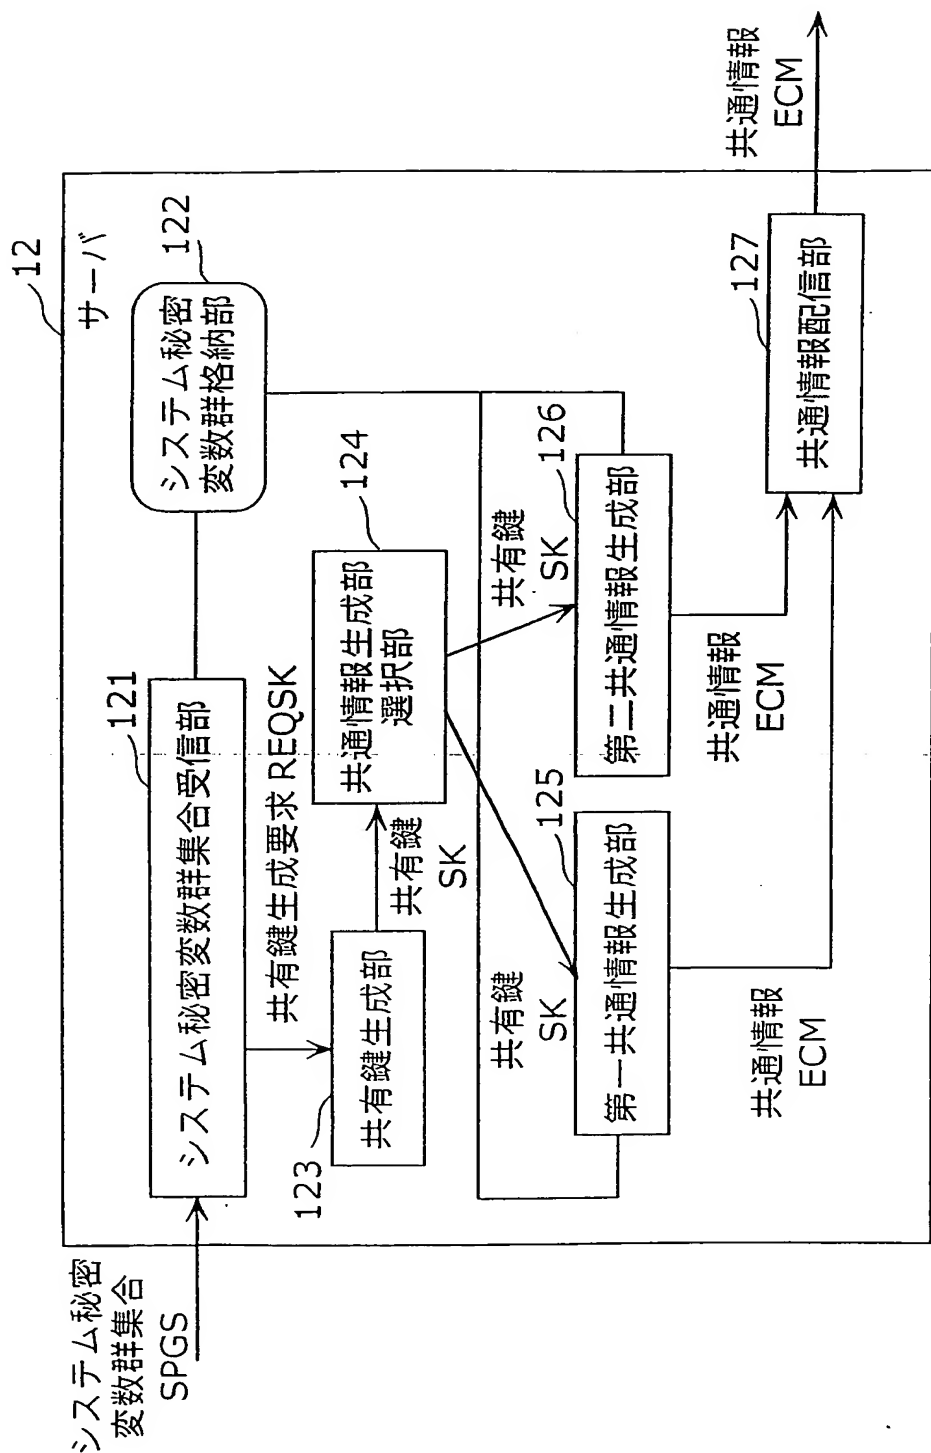 12
サーバ
システム秘密
変数群集合
SPGS
システム秘密変数群集合受信部
121
システム秘密
変数群格納部
122
共有鍵生成要求 REQSK
123
共有鍵生成部
共有鍵
SK
共通情報生成部
選択部
124
共有鍵
SK
共有鍵
SK
第一共通情報生成部
125
第二共通情報生成部
126
共通情報
ECM
共通情報
ECM
共通情報配信部
127
共通情報
ECM